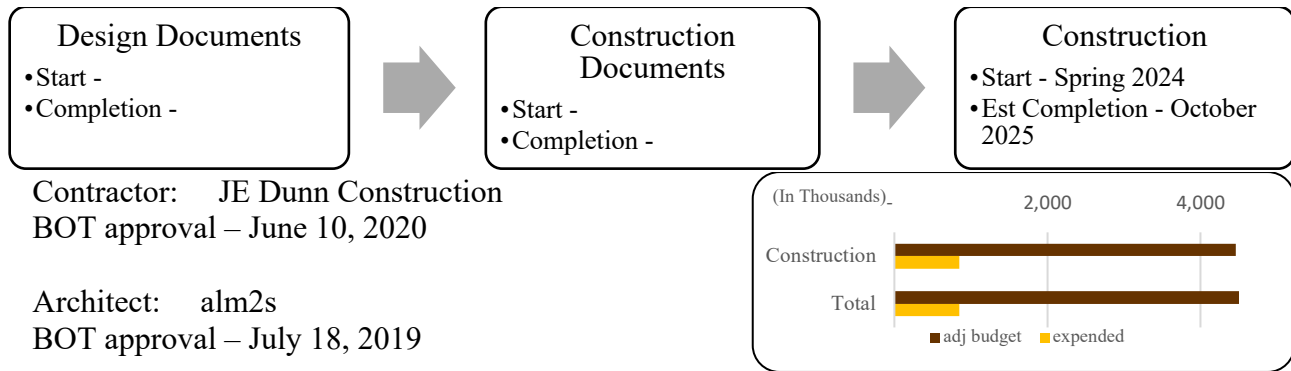 Design Documents
•Start -
•Completion -
Construction
Documents
•Start -
•Completion -
Construction
•Start - Spring 2024
•Est Completion - October
2025
Contractor: JE Dunn Construction
BOT approval – June 10, 2020
Architect: alm2s
BOT approval – July 18, 2019
(In Thousands) - 2,000 4,000
Construction
Total
adj budget expended